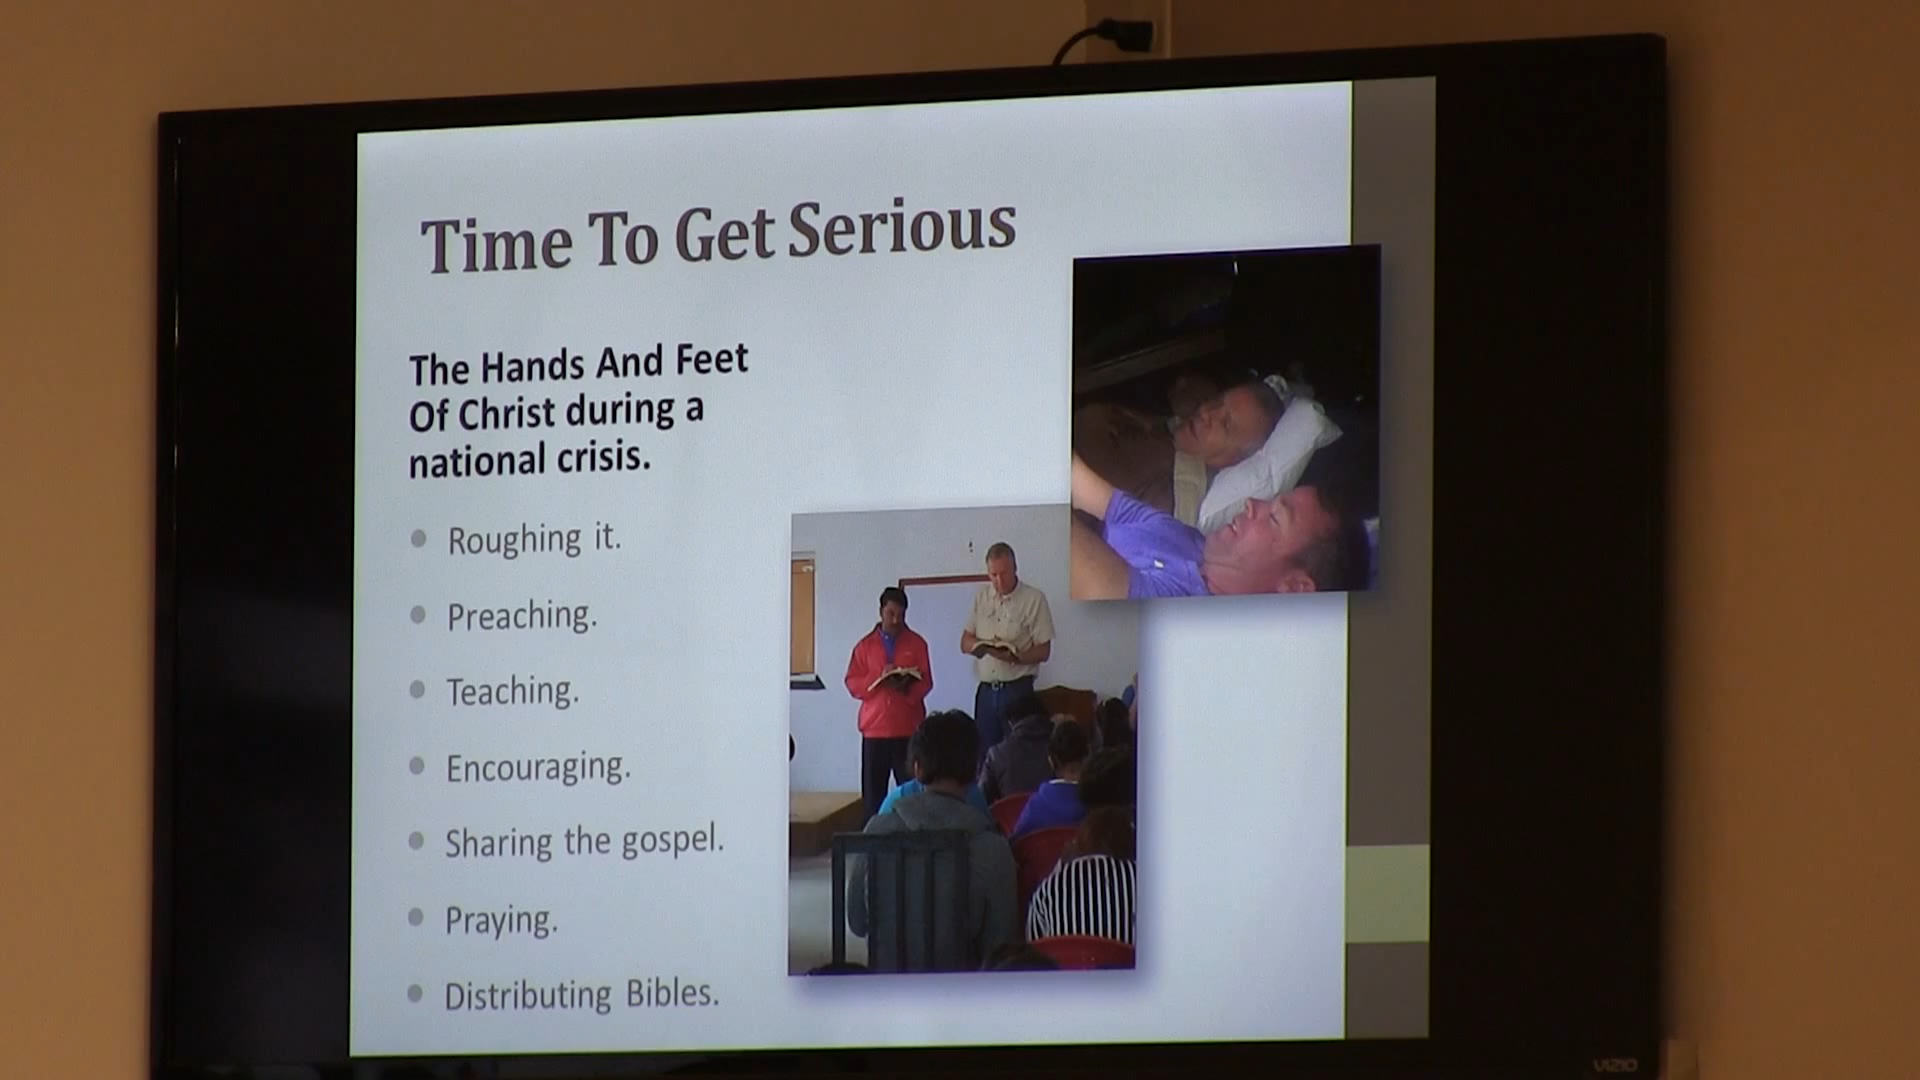 Time To Get Serious
The Hands And Feet
Of Christ during a
national crisis.
Roughing it.
Preaching.
Teaching.
Encouraging.
Sharing the gospel.
Praying.
Distributing Bibles.
VIZIO